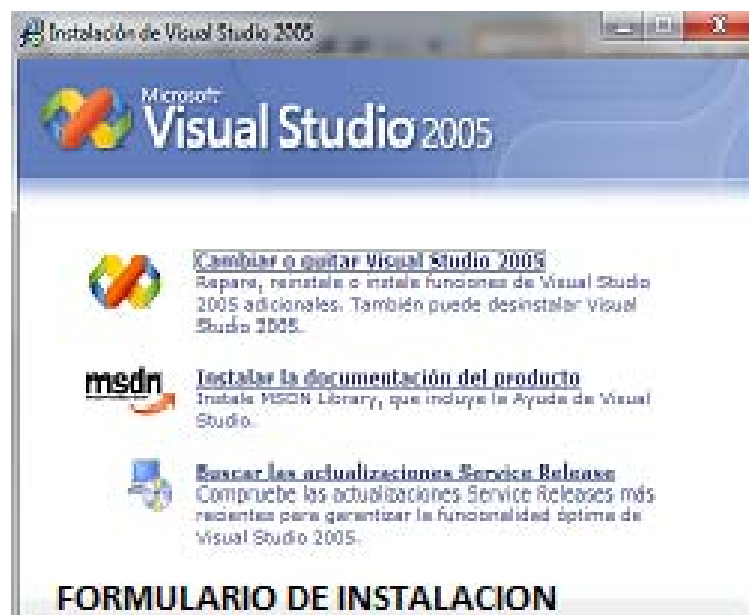 Instalación de Visual Studio 2005
Microsoft
Visual Studio 2005
Cambiar o quitar Visual Studio 2005
Repare, reinstale o instale funciones de Visual Studio
2005 adicionales. También puede desinstalar Visual
Studio 2005.
msdn
Instalar la documentación del producto
Instale MSDN Library, que incluye la Ayuda de Visual
Studio.
Buscar las actualizaciones Service Release
Compruebe las actualizaciones Service Releases más
recientes para garantizar la funcionalidad óptima de
Visual Studio 2005.
FORMULARIO DE INSTALACION